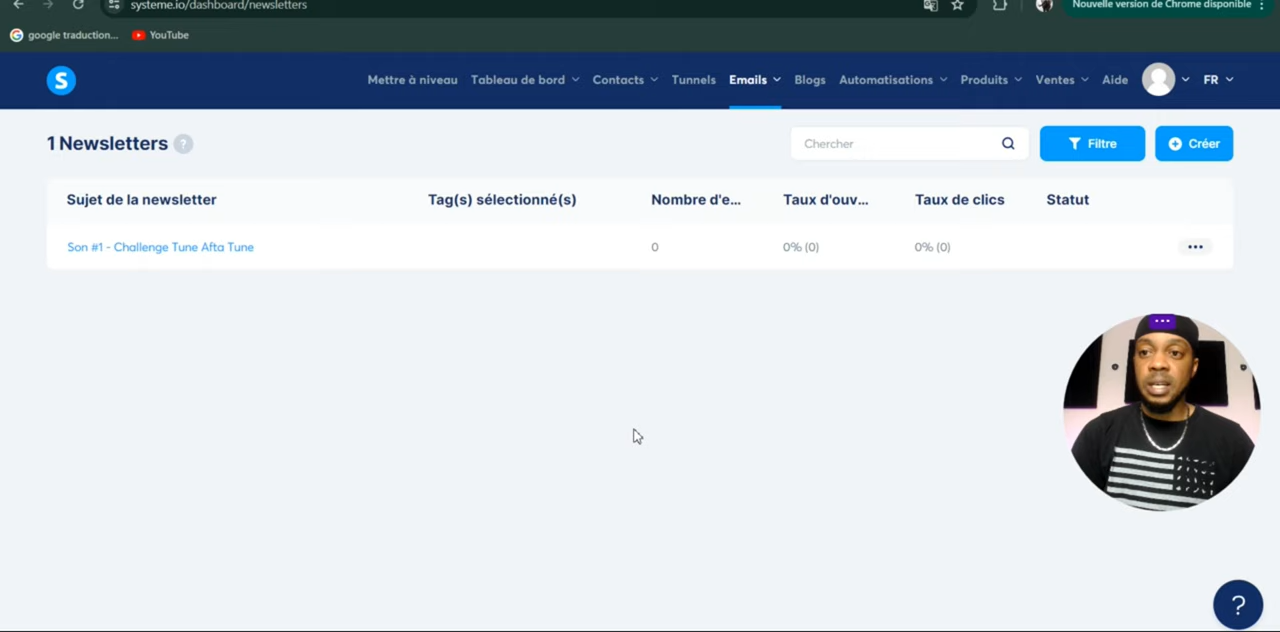 systeme.io/dashboard/newsletters
Nouvelle version de Chrome disponible
google traduction...
YouTube
S
Mettre à niveau
Tableau de bord
Contacts
Tunnels
Emails
Blogs
Automatisations
Produits
Ventes
Aide
FR
1 Newsletters
?
Chercher
Filtre
Créer
Sujet de la newsletter
Tag(s) sélectionné(s)
Nombre d'e...
Taux d'ouv...
Taux de clics
Statut
Son #1 - Challenge Tune Afta Tune
0
0% (0)
0% (0)
?